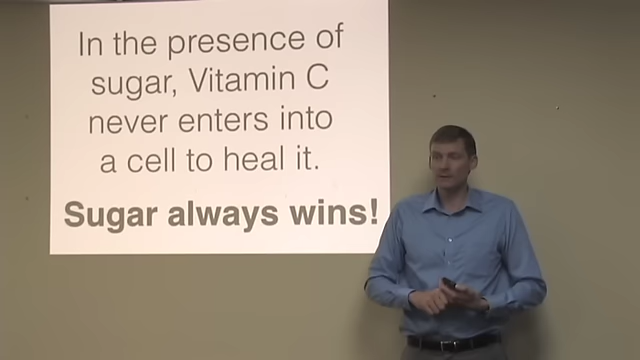 In the presence of
sugar, Vitamin C
never enters into
a cell to heal it.
Sugar always wins!